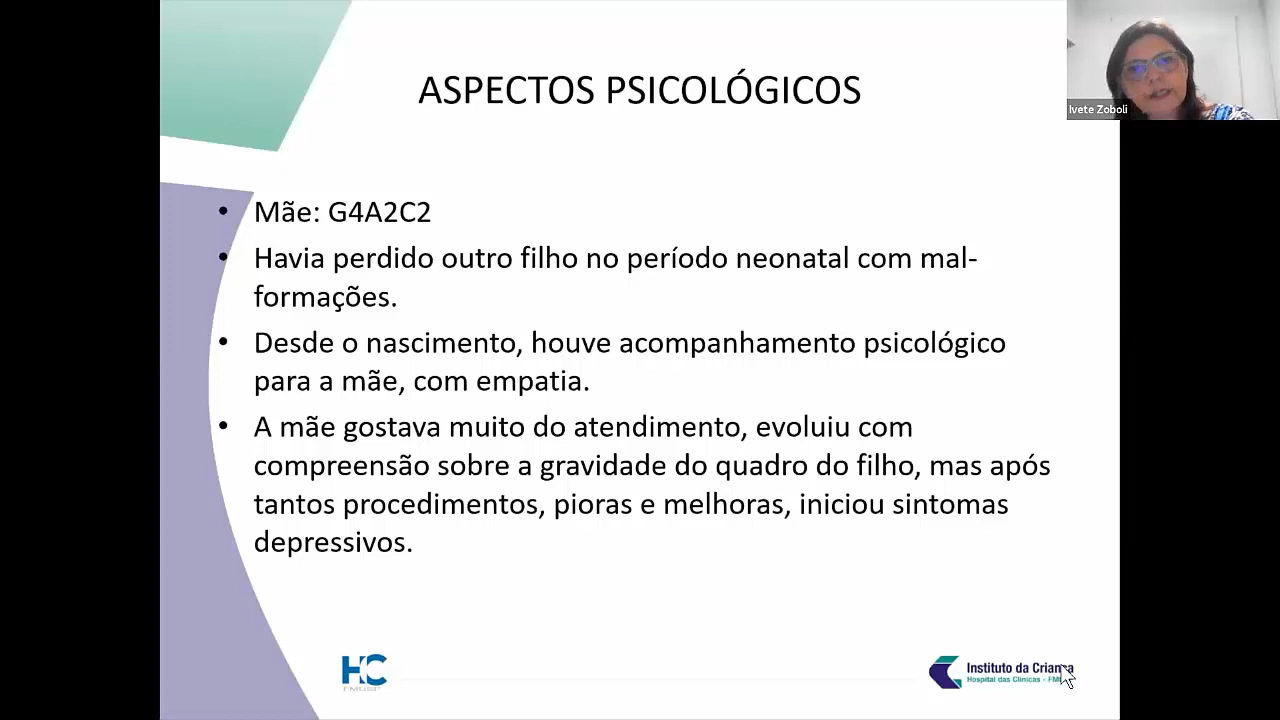 ASPECTOS PSICOLÓGICOS
Ivete Zoboli
• Mãe: G4A2C2
• Havia perdido outro filho no período neonatal com mal-
formações.
• Desde o nascimento, houve acompanhamento psicológico
para a mãe, com empatia.
• A mãe gostava muito do atendimento, evoluiu com
compreensão sobre a gravidade do quadro do filho, mas após
tantos procedimentos, pioras e melhoras, iniciou sintomas
depressivos.
HC
FMUSP
Instituto da Criança
Hospital das Clínicas -